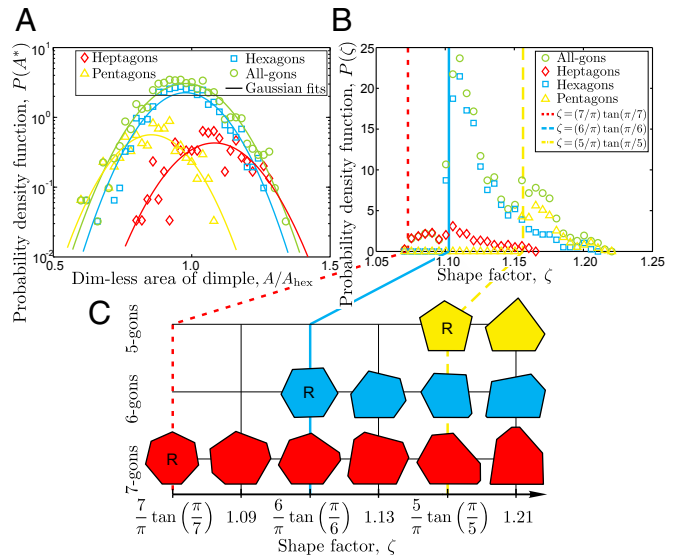 A
Probability density function, P(A*)
10¹
10⁰
10⁻¹
10⁻²
Heptagons
Hexagons
Pentagons
All-gons
Gaussian fits
0.5
1.0
1.5
Dim-less area of dimple, A/A_hex
B
Probability density function, P(ζ)
25
20
15
10
5
0
All-gons
Heptagons
Hexagons
Pentagons
ζ=(7/π)tan(π/7)
ζ=(6/π)tan(π/6)
ζ=(5/π)tan(π/5)
1.05
1.10
1.15
1.20
1.25
Shape factor, ζ
C
5-gons
R
6-gons
R
7-gons
R
7/π tan(π/7)
1.09
6/π tan(π/6)
1.13
5/π tan(π/5)
1.21
Shape factor, ζ